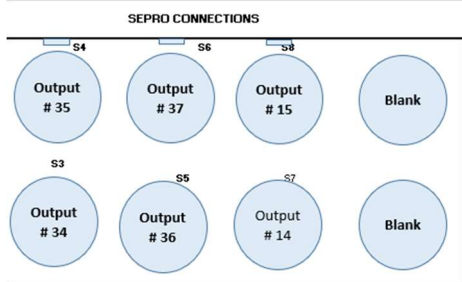 SEPRO CONNECTIONS
S4 S6 S8
Output Output Output Blank
# 35 # 37 # 15
S3 S5 S7
Output Output Output Blank
# 34 # 36 # 14